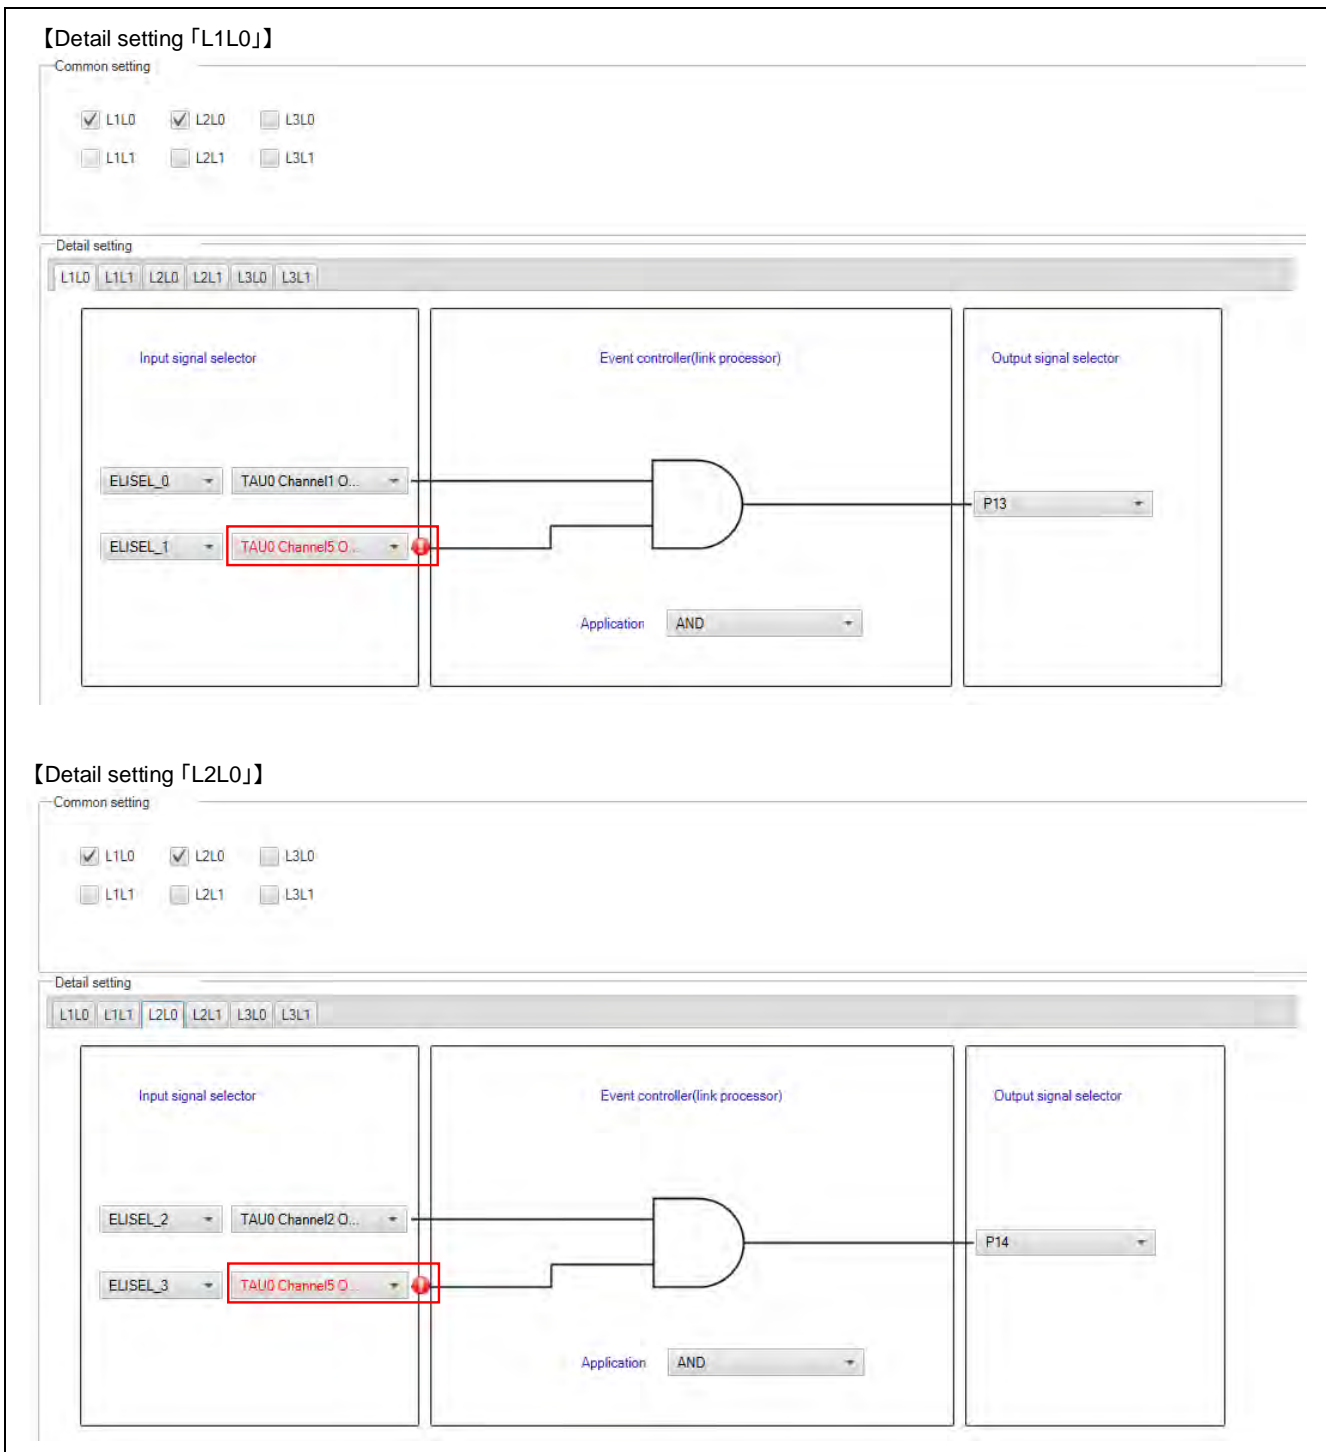 【Detail setting ｢L1L0｣】
Common setting
L1L0 L2L0 L3L0
L1L1 L2L1 L3L1
Detail setting
L1L0 L1L1 L2L0 L2L1 L3L0 L3L1
Input signal selector Event controller(link processor) Output signal selector
ELISEL_0 TAU0 Channel1 O...
P13
ELISEL_1 TAU0 Channel5 O...
Application AND
【Detail setting ｢L2L0｣】
Common setting
L1L0 L2L0 L3L0
L1L1 L2L1 L3L1
Detail setting
L1L0 L1L1 L2L0 L2L1 L3L0 L3L1
Input signal selector Event controller(link processor) Output signal selector
ELISEL_2 TAU0 Channel2 O...
P14
ELISEL_3 TAU0 Channel5 O...
Application AND